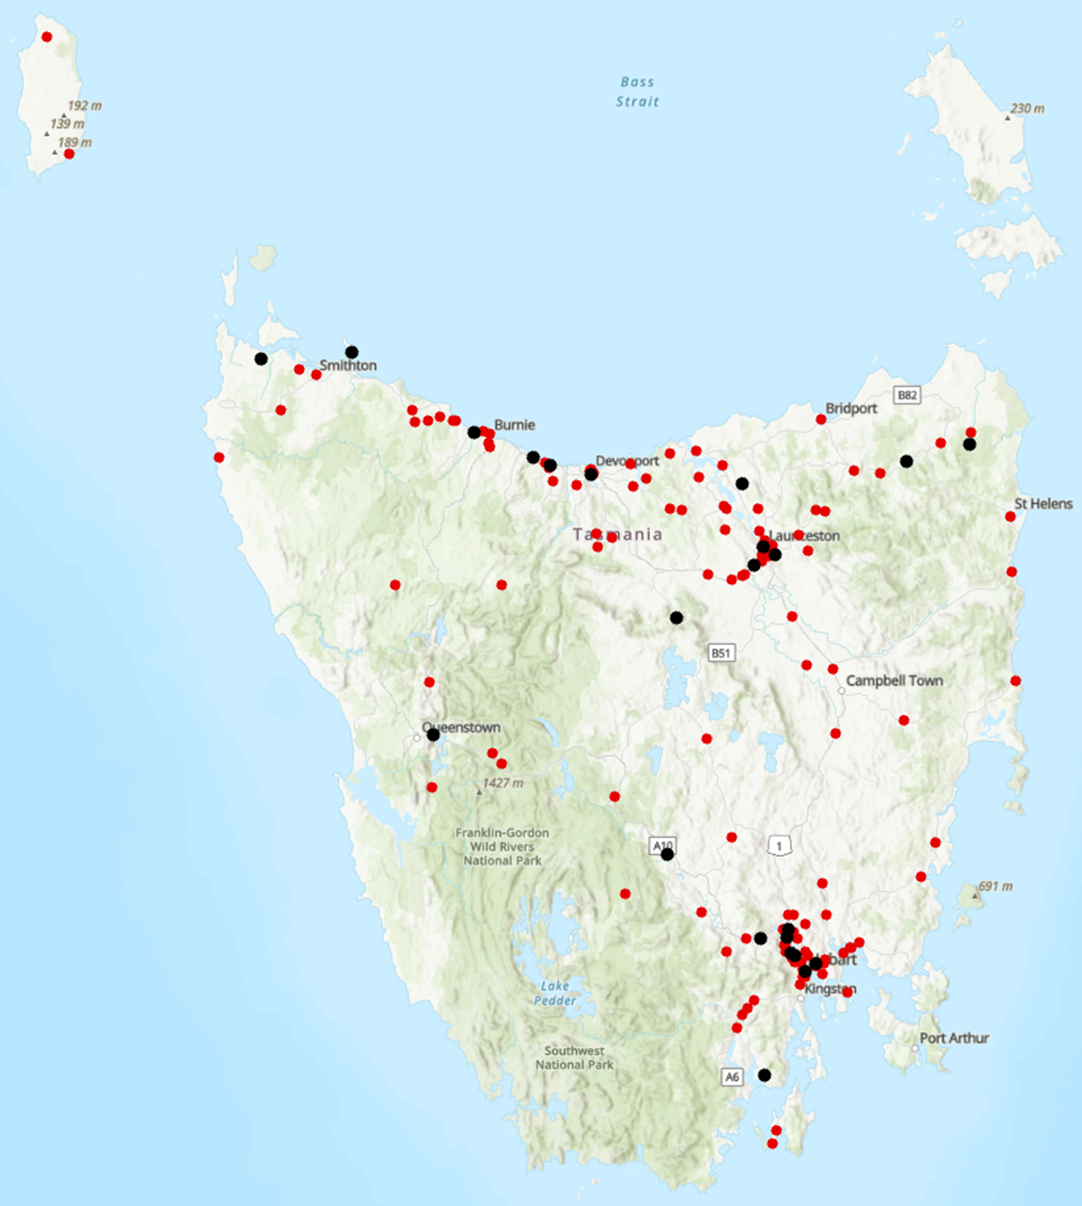 Bass
Strait
192 m
139 m
189 m
230 m
Smithton
B82
Bridport
Burnie
Devonport
St Helens
Tasmania
Launceston
B51
Campbell Town
Queenstown
1427 m
Franklin-Gordon
Wild Rivers
National Park
A10
1
691 m
Hobart
Lake
Pedder
Kingston
Port Arthur
Southwest
National Park
A6